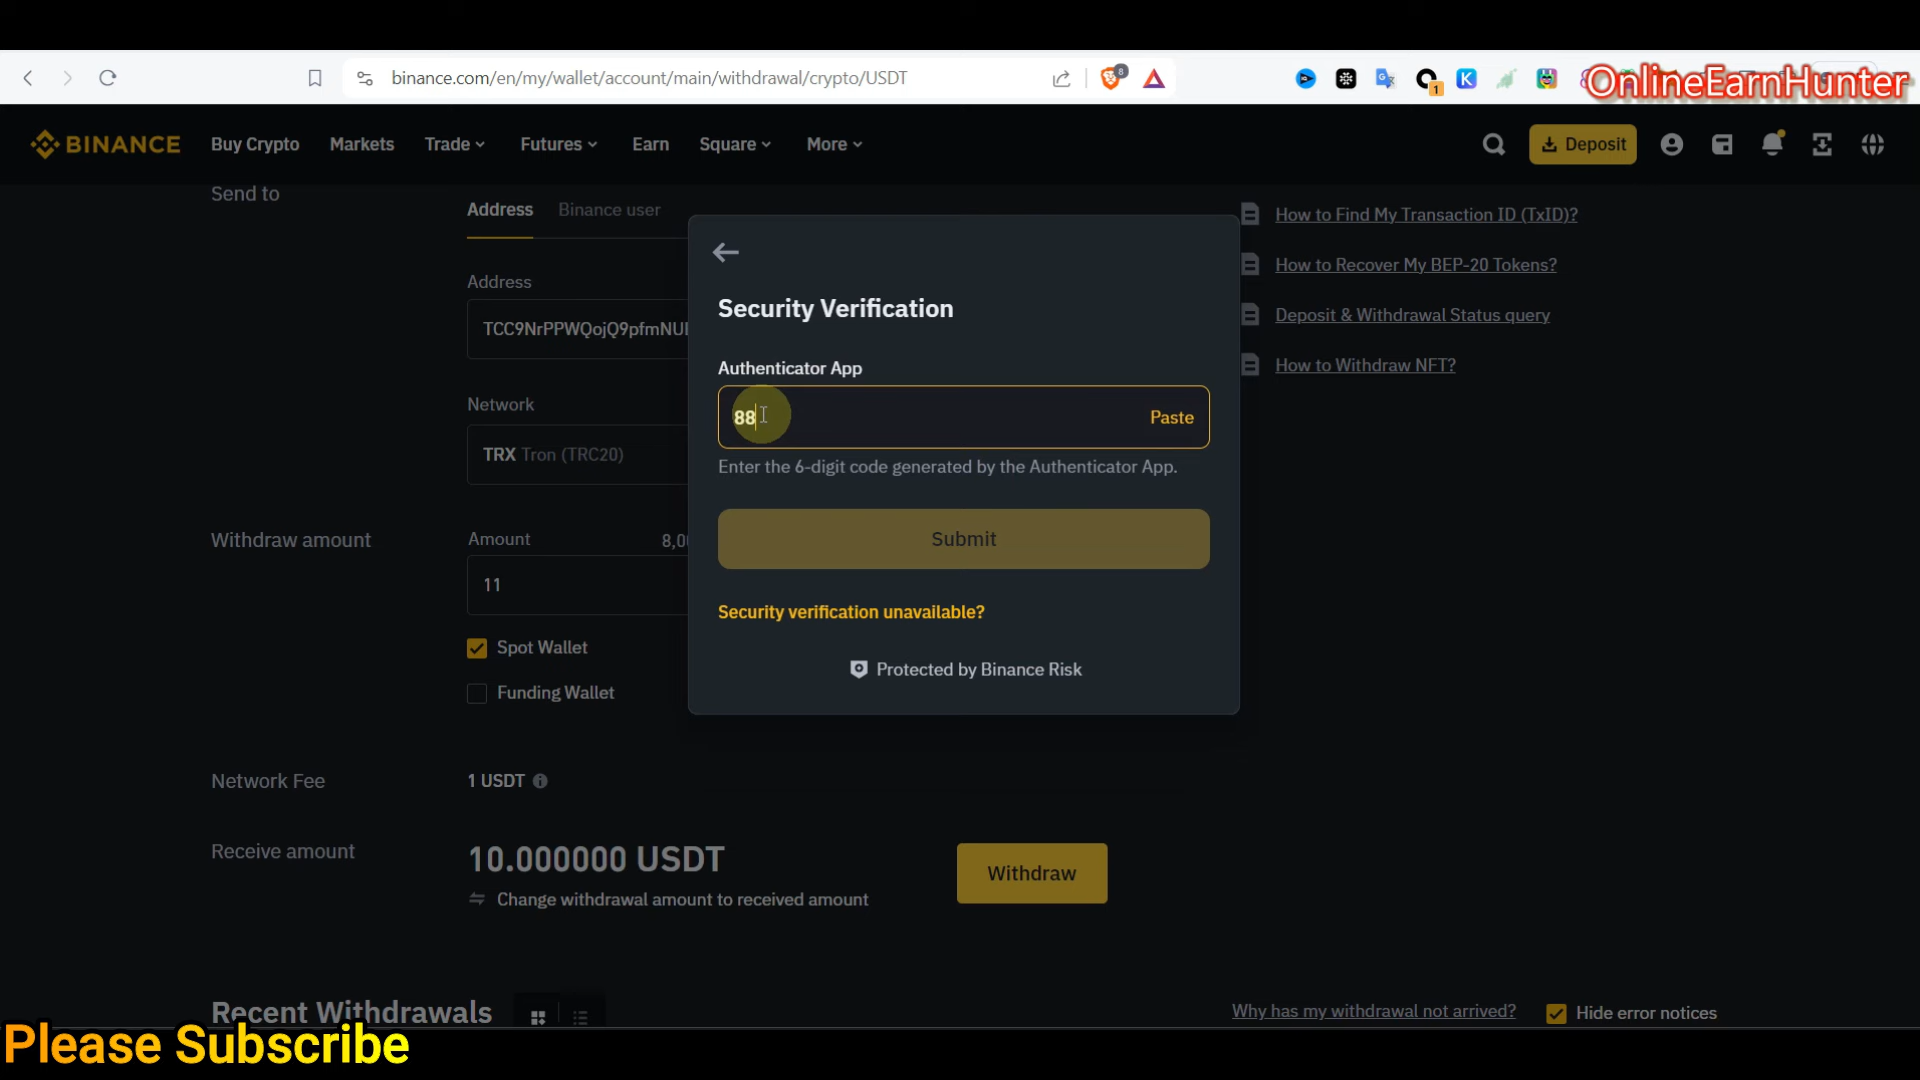 binance.com/en/my/wallet/account/main/withdrawal/crypto/USDT
8
1
OnlineEarnHunter
BINANCE
Buy Crypto
Markets
Trade
Futures
Earn
Square
More
Deposit
Send to
Address
Binance user
Address
TCC9NrPPWQojQ9pfmNU
Network
TRX Tron (TRC20)
Withdraw amount
Amount
8,0
11
Spot Wallet
Funding Wallet
Network Fee
1 USDT
Receive amount
10.000000 USDT
Change withdrawal amount to received amount
Withdraw
Security Verification
Authenticator App
88
Paste
Enter the 6-digit code generated by the Authenticator App.
Submit
Security verification unavailable?
Protected by Binance Risk
How to Find My Transaction ID (TxID)?
How to Recover My BEP-20 Tokens?
Deposit & Withdrawal Status query
How to Withdraw NFT?
Recent Withdrawals
Why has my withdrawal not arrived?
Hide error notices
Please Subscribe